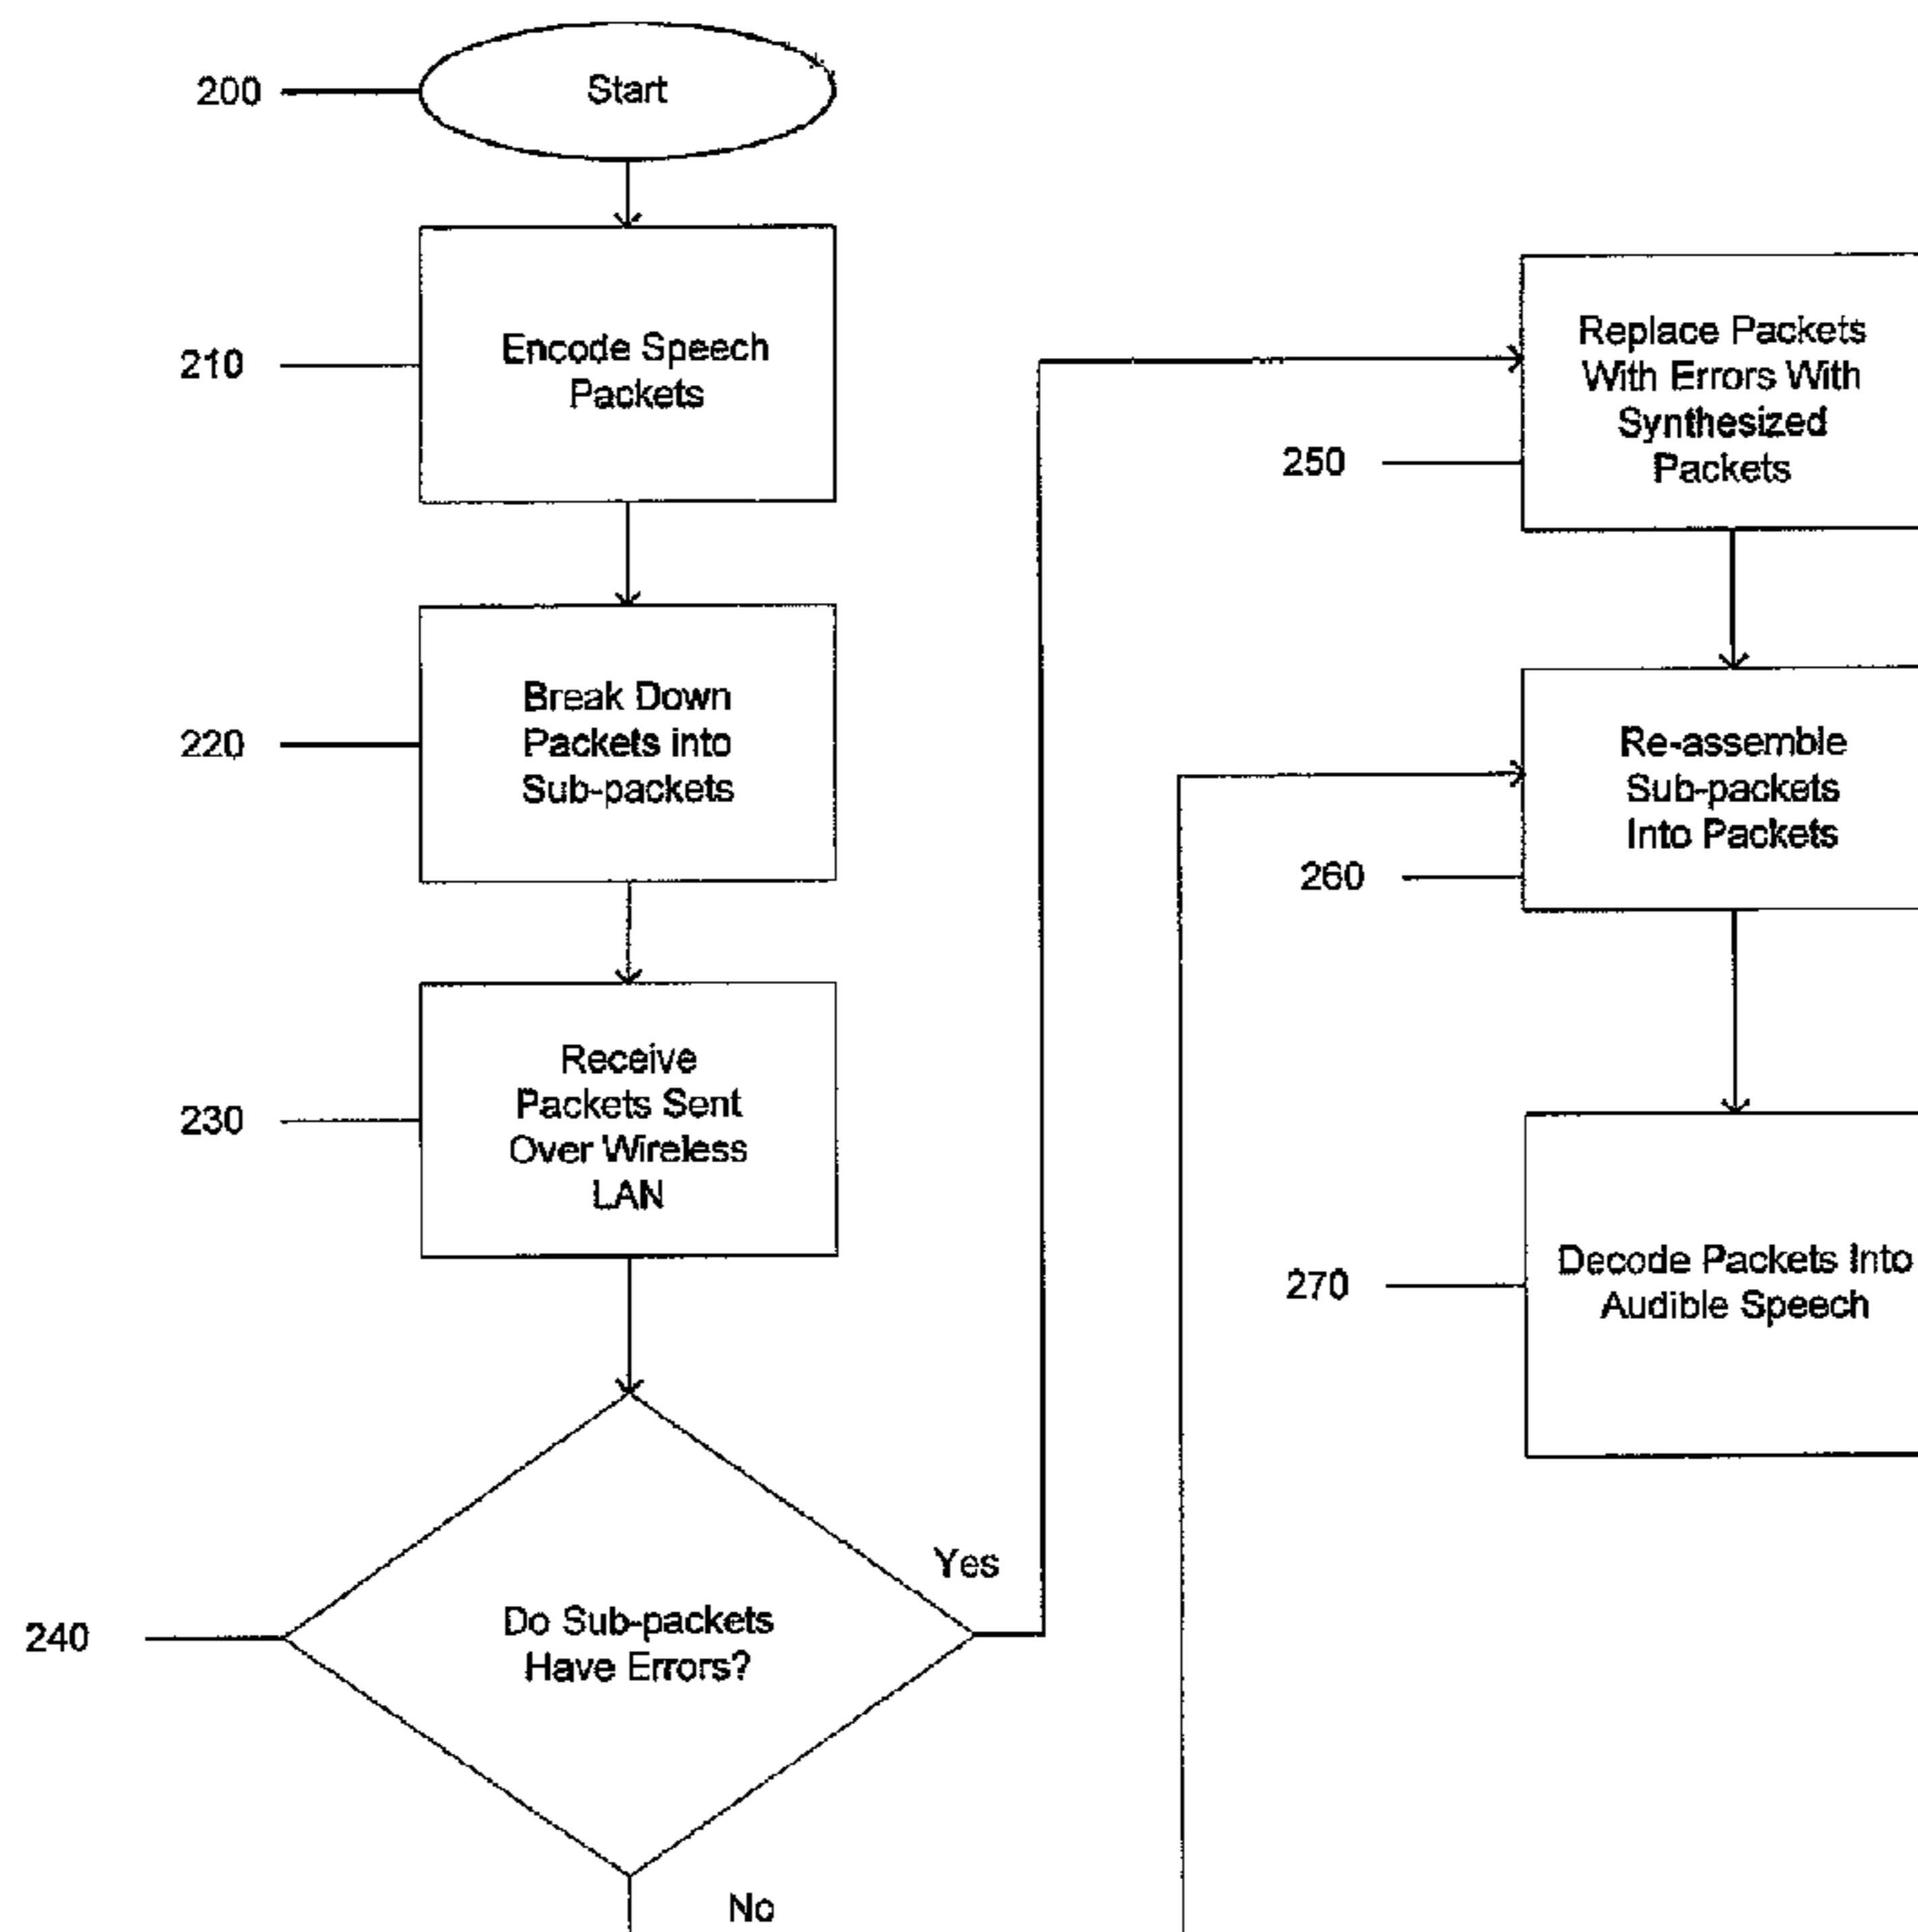 200
Start
210
Encode Speech
Packets
220
Break Down
Packets into
Sub-packets
230
Receive
Packets Sent
Over Wireless
LAN
240
Do Sub-packets
Have Errors?
Yes
No
250
Replace Packets
With Errors With
Synthesized
Packets
260
Re-assemble
Sub-packets
Into Packets
270
Decode Packets Into
Audible Speech